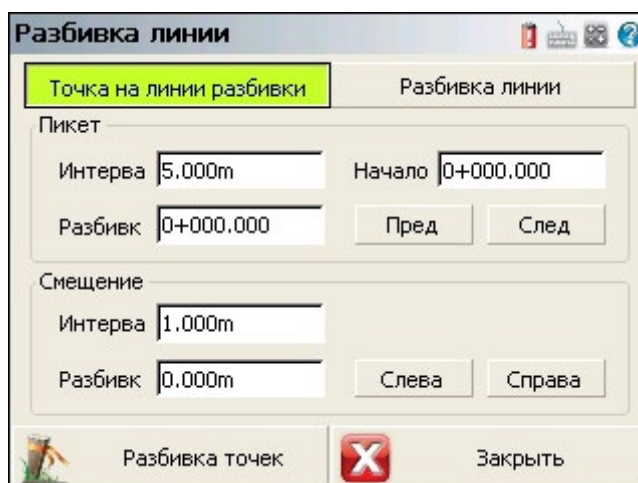 Разбивка линии
Точка на линии разбивки Разбивка линии
Пикет
Интерва 5.000m Начало 0+000.000
Разбивк 0+000.000 Пред След
Смещение
Интерва 1.000m
Разбивк 0.000m Слева Справа
Разбивка точек Закрыть